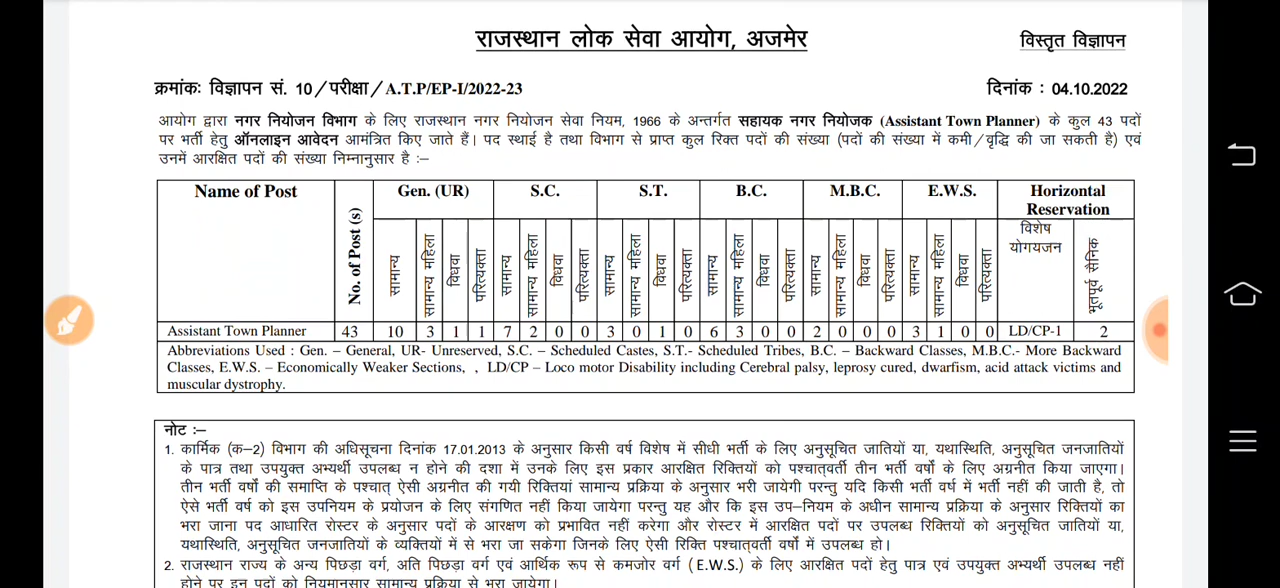 राजस्थान लोक सेवा आयोग, अजमेर
विस्तृत विज्ञापन
क्रमांकः विज्ञापन सं. 10/परीक्षा/A.T.P/EP-I/2022-23
दिनांक : 04.10.2022
आयोग द्वारा नगर नियोजन विभाग के लिए राजस्थान नगर नियोजन सेवा नियम, 1966 के अन्तर्गत सहायक नगर नियोजक (Assistant Town Planner) के कुल 43 पदों
पर भर्ती हेतु ऑनलाइन आवेदन आमंत्रित किए जाते हैं। पद स्थाई है तथा विभाग से प्राप्त कुल रिक्त पदों की संख्या (पदों की संख्या में कमी/वृद्धि की जा सकती है) एवं
उनमें आरक्षित पदों की संख्या निम्नानुसार है :–
Name of Post No. of Post (s) Gen. (UR) S.C. S.T. B.C. M.B.C. E.W.S. Horizontal
Reservation
सामान्य सामान्य महिला विधवा परित्यक्ता सामान्य सामान्य महिला विधवा परित्यक्ता सामान्य सामान्य महिला विधवा परित्यक्ता सामान्य सामान्य महिला विधवा परित्यक्ता सामान्य सामान्य महिला विधवा परित्यक्ता सामान्य सामान्य महिला विधवा परित्यक्ता विशेष
योगयजन भूतपूर्व सैनिक
Assistant Town Planner 43 10 3 1 1 7 2 0 0 3 0 1 0 6 3 0 0 2 0 0 0 3 1 0 0 LD/CP-1 2
Abbreviations Used : Gen. – General, UR- Unreserved, S.C. – Scheduled Castes, S.T.- Scheduled Tribes, B.C. – Backward Classes, M.B.C.- More Backward
Classes, E.W.S. – Economically Weaker Sections, , LD/CP – Loco motor Disability including Cerebral palsy, leprosy cured, dwarfism, acid attack victims and
muscular dystrophy.
नोट :–
1. कार्मिक (क–2) विभाग की अधिसूचना दिनांक 17.01.2013 के अनुसार किसी वर्ष विशेष में सीधी भर्ती के लिए अनुसूचित जातियों या, यथास्थिति, अनुसूचित जनजातियों
के पात्र तथा उपयुक्त अभ्यर्थी उपलब्ध न होने की दशा में उनके लिए इस प्रकार आरक्षित रिक्तियों को पश्चात्वर्ती तीन भर्ती वर्षों के लिए अग्रनीत किया जाएगा।
तीन भर्ती वर्षों की समाप्ति के पश्चात् ऐसी अग्रनीत की गयी रिक्तियां सामान्य प्रक्रिया के अनुसार भरी जायेगी परन्तु यदि किसी भर्ती वर्ष में भर्ती नहीं की जाती है, तो
ऐसे भर्ती वर्ष को इस उपनियम के प्रयोजन के लिए संगणित नहीं किया जायेगा परन्तु यह और कि इस उप–नियम के अधीन सामान्य प्रक्रिया के अनुसार रिक्तियों का
भरा जाना पद आधारित रोस्टर के अनुसार पदों के आरक्षण को प्रभावित नहीं करेगा और रोस्टर में आरक्षित पदों पर उपलब्ध रिक्तियों को अनुसूचित जातियों या,
यथास्थिति, अनुसूचित जनजातियों के व्यक्तियों में से भरा जा सकेगा जिनके लिए ऐसी रिक्ति पश्चात्वर्ती वर्षों में उपलब्ध हो।
2. राजस्थान राज्य के अन्य पिछड़ा वर्ग, अति पिछड़ा वर्ग एवं आर्थिक रूप से कमजोर वर्ग (E.W.S.) के लिए आरक्षित पदों हेतु पात्र एवं उपयुक्त अभ्यर्थी उपलब्ध नहीं
होने पर इन पदों को नियमानुसार सामान्य प्रक्रिया से भरा जायेगा।